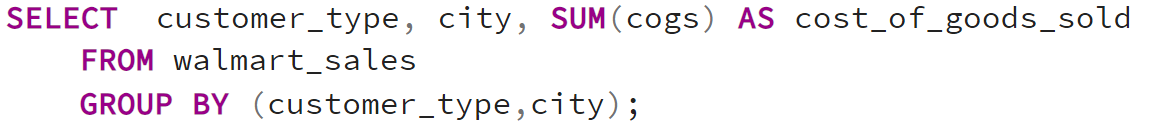 SELECT  customer_type, city, SUM(cogs) AS cost_of_goods_sold
FROM walmart_sales
GROUP BY (customer_type,city);